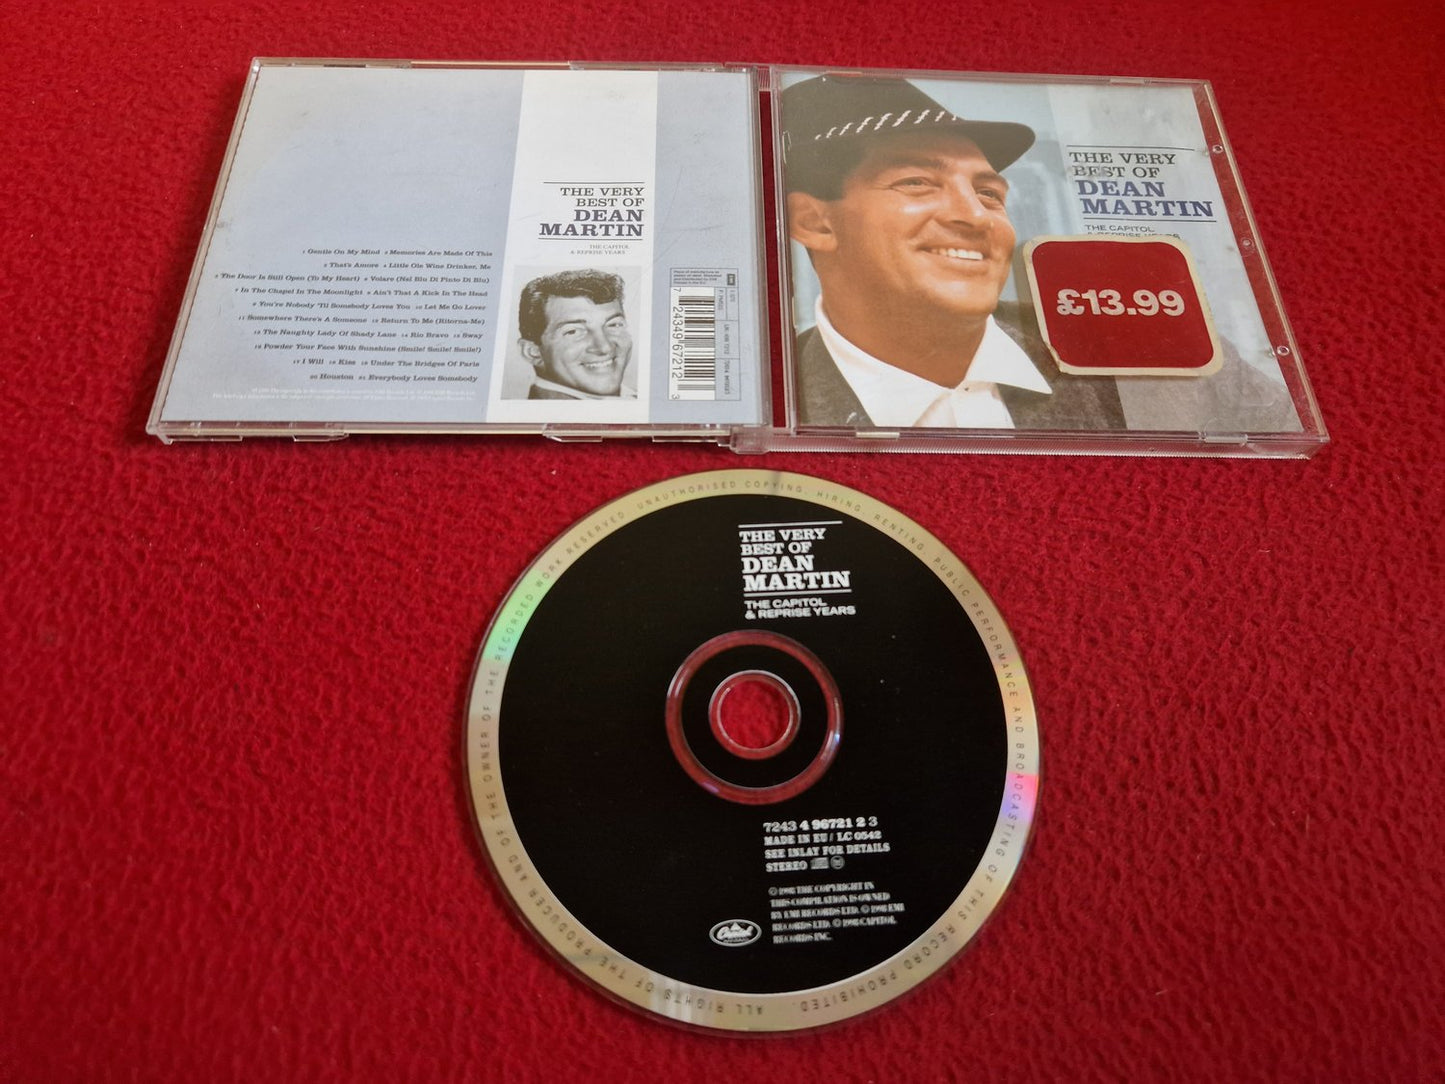 THE VERY
BEST OF
DEAN
MARTIN
THE CAPITOL
& REPRISE YEARS
1 Gentle On My Mind 2 Memories Are Made Of This
3 That's Amore 4 Little Ole Wine Drinker, Me
5 The Door Is Still Open (To My Heart) 6 Volare (Nel Blu Di Pinto Di Blu)
7 In The Chapel In The Moonlight 8 Ain't That A Kick In The Head
9 You're Nobody 'Til Somebody Loves You 10 Let Me Go Lover
11 Somewhere There's A Someone 12 Return To Me (Ritorna-Me)
13 The Naughty Lady Of Shady Lane 14 Rio Bravo 15 Sway
16 Powder Your Face With Sunshine (Smile! Smile! Smile!)
17 I Will 18 Kiss 19 Under The Bridges Of Paris
20 Houston 21 Everybody Loves Somebody
7 24349 67212 3
THE VERY
BEST OF
DEAN
MARTIN
THE CAPITOL
& REPRISE YEARS
£13.99
THE VERY
BEST OF
DEAN
MARTIN
THE CAPITOL
& REPRISE YEARS
7243 4 96721 2 3
MADE IN EU / LC 0542
SEE INLAY FOR DETAILS
STEREO
℗ 1998 THE COPYRIGHT IN
THIS COMPILATION IS OWNED
BY EMI RECORDS LTD. © 1998 EMI
RECORDS LTD. © 1998 CAPITOL
RECORDS INC.
Capitol
ALL RIGHTS OF THE PRODUCER AND OF THE OWNER OF THE RECORDED WORK RESERVED. UNAUTHORISED COPYING, HIRING, RENTING, PUBLIC PERFORMANCE AND BROADCASTING OF THIS RECORD PROHIBITED.